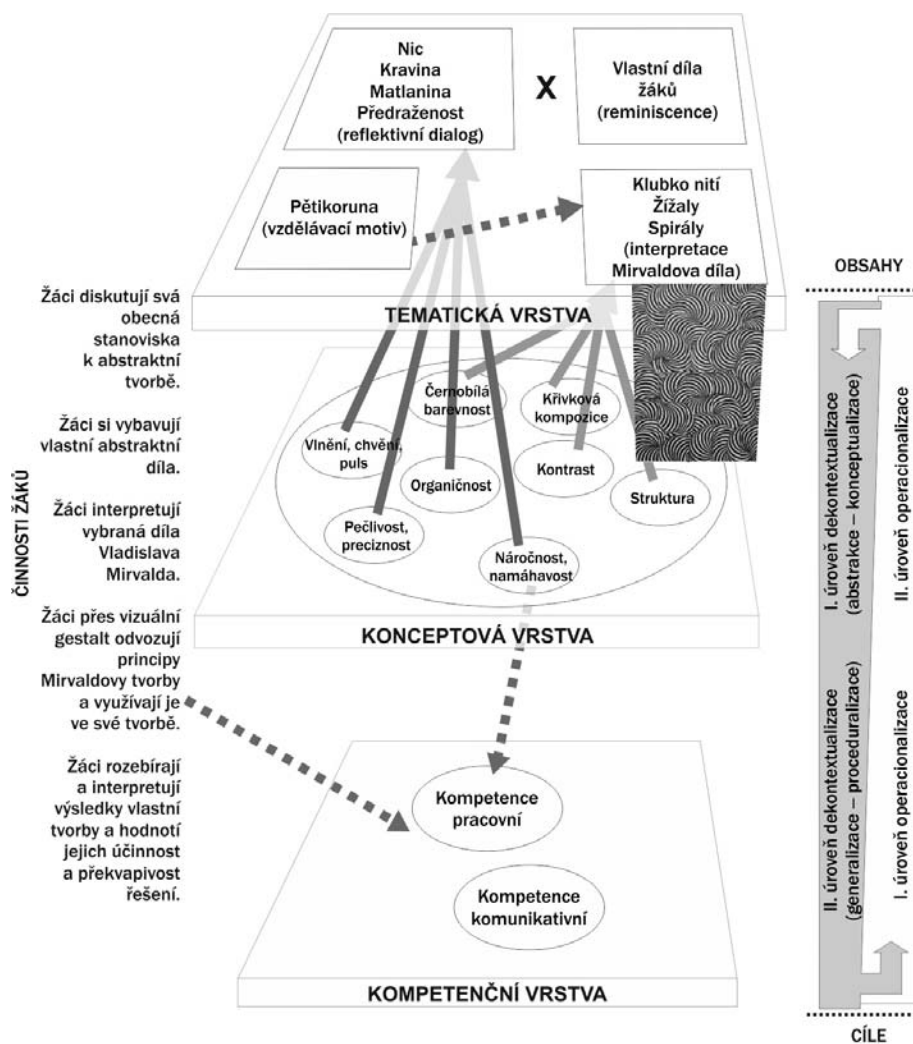 Nic
Kravina
Matlanina
Předraženost
(reflektivní dialog)
X
Vlastní díla
žáků
(reminiscence)
Pětikoruna
(vzdělávací motiv)
Klubko nití
Žížaly
Spirály
(interpretace
Mirvaldova díla)
TEMATICKÁ VRSTVA
Černobílá
barevnost
Křivková
kompozice
Vlnění, chvění,
puls
Organičnost
Kontrast
Struktura
Pečlivost,
preciznost
Náročnost,
namáhavost
KONCEPTOVÁ VRSTVA
Kompetence
pracovní
Kompetence
komunikativní
KOMPETENČNÍ VRSTVA
ČINNOSTI ŽÁKŮ
Žáci diskutují svá
obecná
stanoviska
k abstraktní
tvorbě.
Žáci si vybavují
vlastní abstraktní
díla.
Žáci interpretují
vybraná díla
Vladislava
Mirvalda.
Žáci přes vizuální
gestalt odvozují
principy
Mirvaldovy tvorby
a využívají je
ve své tvorbě.
Žáci rozebírají
a interpretují
výsledky vlastní
tvorby a hodnotí
jejich účinnost
a překvapivost
řešení.
OBSAHY
I. úroveň dekontextualizace
(abstrakce – konceptualizace)
II. úroveň operacionalizace
II. úroveň dekontextualizace
(generalizace – proceduralizace)
I. úroveň operacionalizace
CÍLE